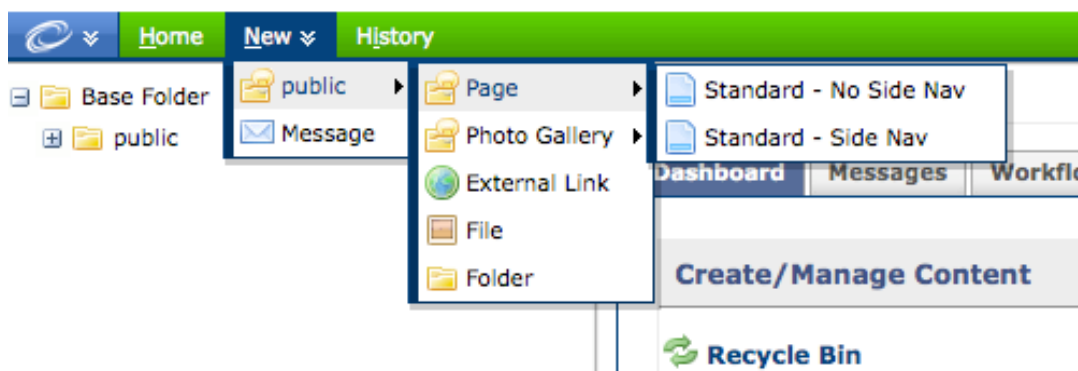 Home New History
Base Folder
public
public
Message
Page
Photo Gallery
External Link
File
Folder
Standard - No Side Nav
Standard - Side Nav
Dashboard Messages Workflo
Create/Manage Content
Recycle Bin